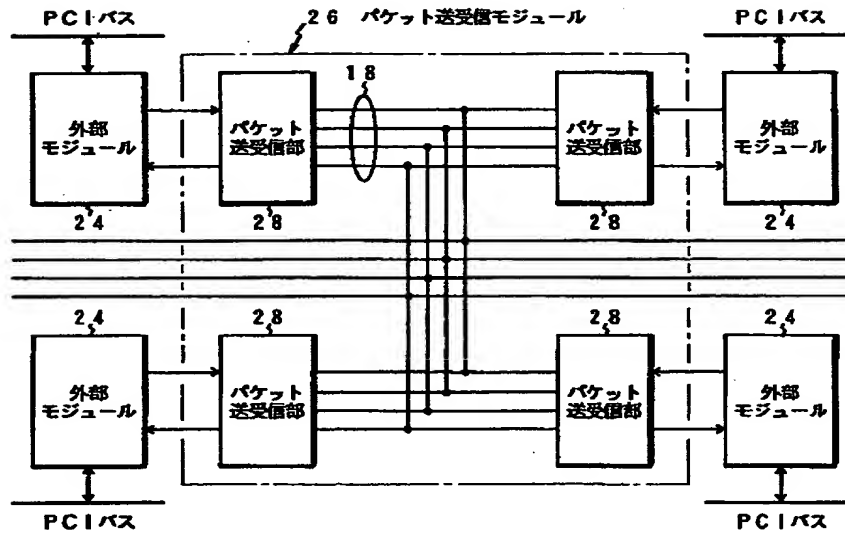 PCIバス
26 パケット送受信モジュール
PCIバス
18
外部
モジュール
パケット
送受信部
パケット
送受信部
外部
モジュール
24
28
28
24
24
28
28
24
外部
モジュール
パケット
送受信部
パケット
送受信部
外部
モジュール
PCIバス
PCIバス